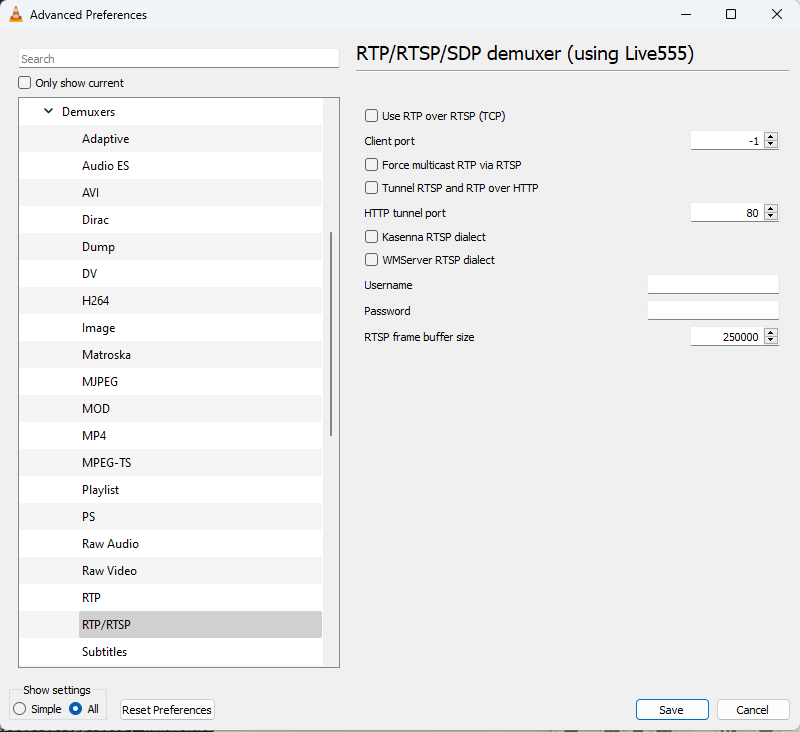 Advanced Preferences
Search
Only show current
Demuxers
Adaptive
Audio ES
AVI
Dirac
Dump
DV
H264
Image
Matroska
MJPEG
MOD
MP4
MPEG-TS
Playlist
PS
Raw Audio
Raw Video
RTP
RTP/RTSP
Subtitles
RTP/RTSP/SDP demuxer (using Live555)
Use RTP over RTSP (TCP)
Client port -1
Force multicast RTP via RTSP
Tunnel RTSP and RTP over HTTP
HTTP tunnel port 80
Kasenna RTSP dialect
WMServer RTSP dialect
Username
Password
RTSP frame buffer size 250000
Show settings
Simple All Reset Preferences Save Cancel